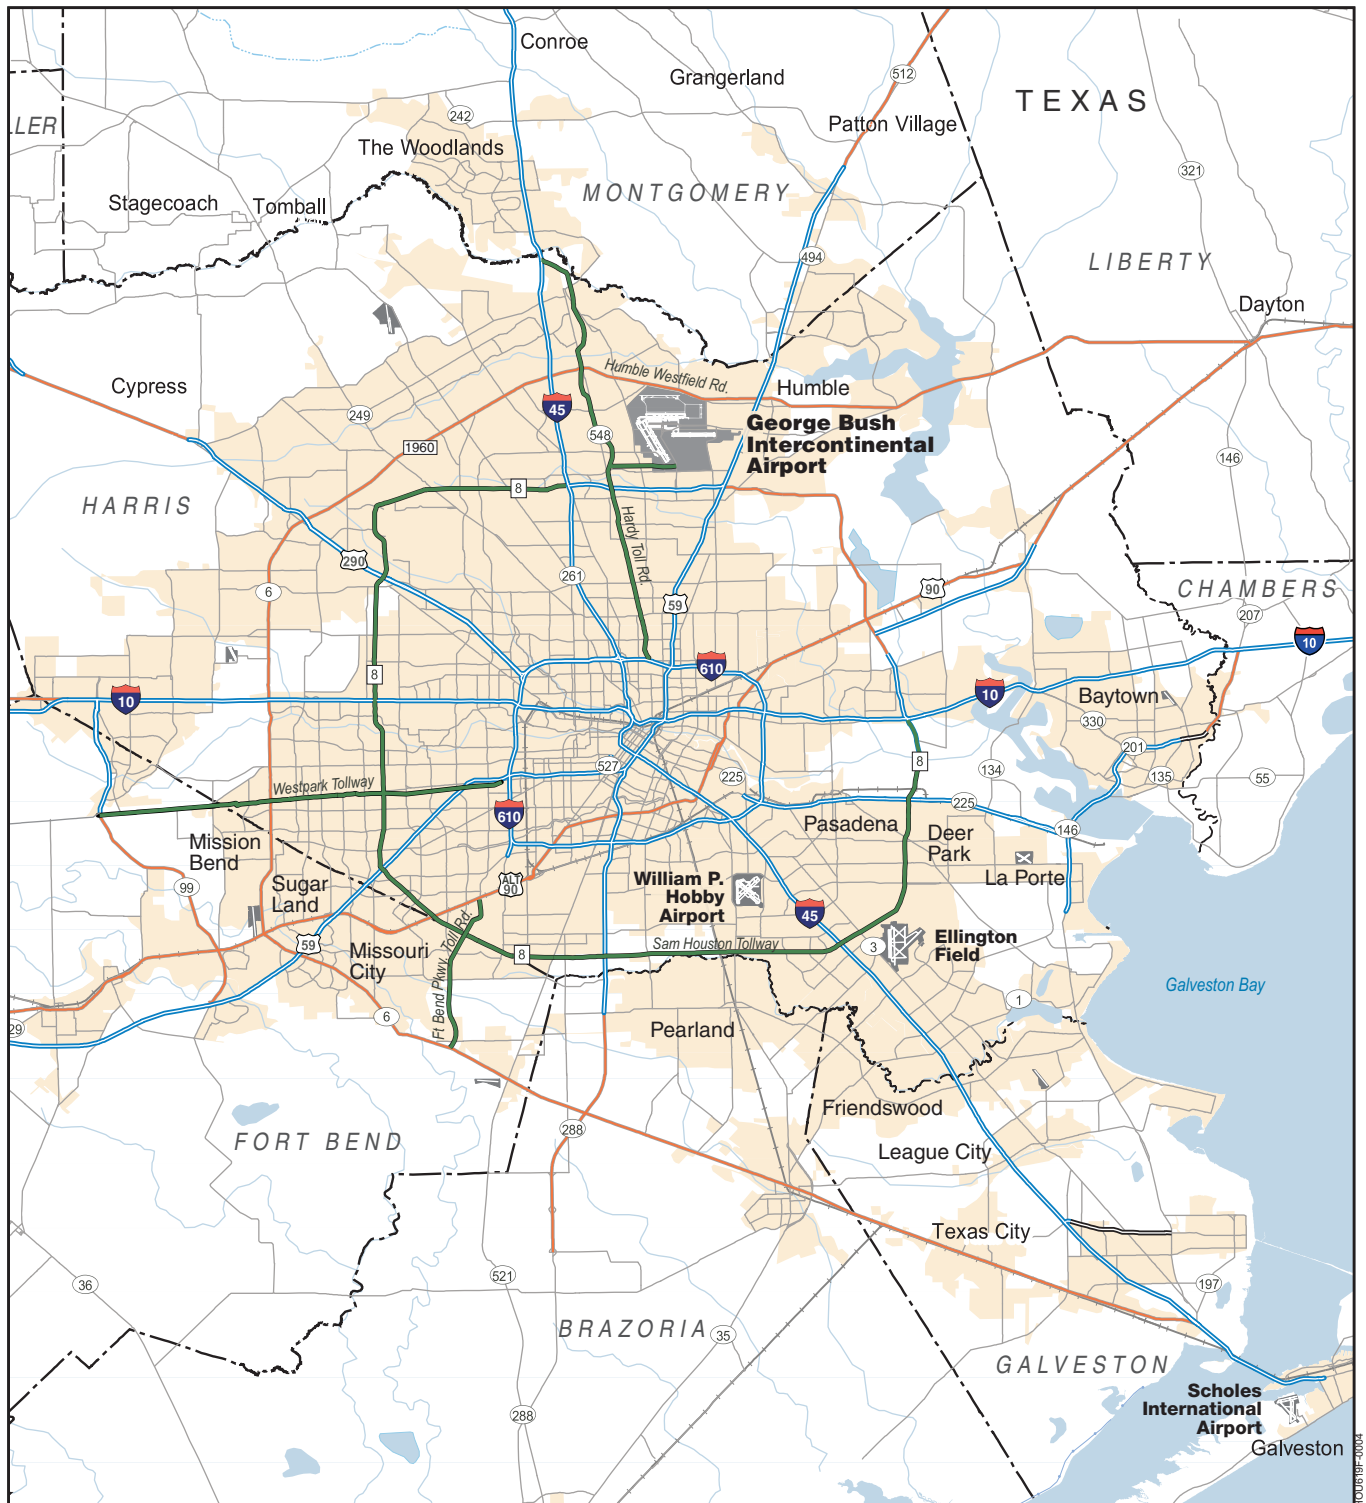 Conroe
Grangerland
512
TEXAS
242
Patton Village
LLER
The Woodlands
321
MONTGOMERY
Stagecoach
Tomball
494
LIBERTY
Dayton
Humble Westfield Rd.
Cypress
Humble
45
249
George Bush
Intercontinental
Airport
548
1960
146
8
HARRIS
Hardy Toll Rd.
290
261
6
59
90
CHAMBERS
207
10
610
8
10
10
Baytown
330
201
527
225
8
134
135
55
Westpark Tollway
610
225
146
Pasadena
Deer
Park
Mission
Bend
La Porte
99
Sugar
Land
ALT
90
William P.
Hobby
Airport
45
59
Missouri
City
Ft Bend Pkwy. Toll Rd.
8
Sam Houston Tollway
3
Ellington
Field
Galveston Bay
1
6
29
Pearland
Friendswood
288
FORT BEND
League City
Texas City
521
36
197
BRAZORIA
35
GALVESTON
288
Scholes
International
Airport
Galveston
IOU619F-0004